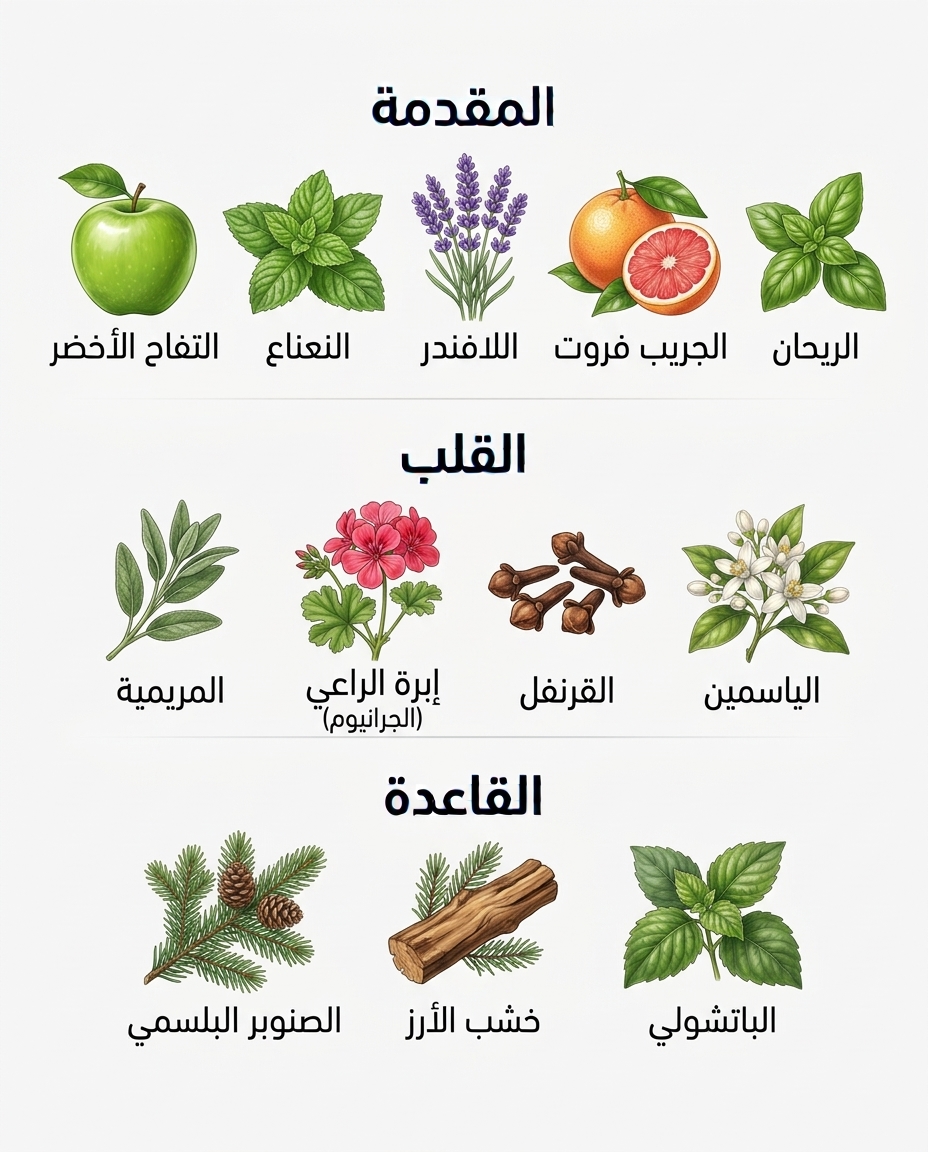 المقدمة
الريحان
الجريب فروت
اللافندر
النعناع
التفاح الأخضر
القلب
الياسمين
القرنفل
إبرة الراعي
(الجرانيوم)
المريمية
القاعدة
الباتشولي
خشب الأرز
الصنوبر البلسمي